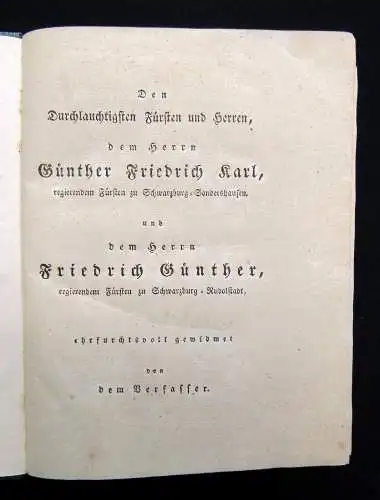 Den
Durchlauchtigsten Fürsten und Herren,
dem Herrn
Günther Friedrich Karl,
regierendem Fürsten zu Schwarzburg-Sondershausen,
und
dem Herrn
Friedrich Günther,
regierendem Fürsten zu Schwarzburg-Rudolstadt,
ehrfurchtsvoll gewidmet
von
dem Verfasser.